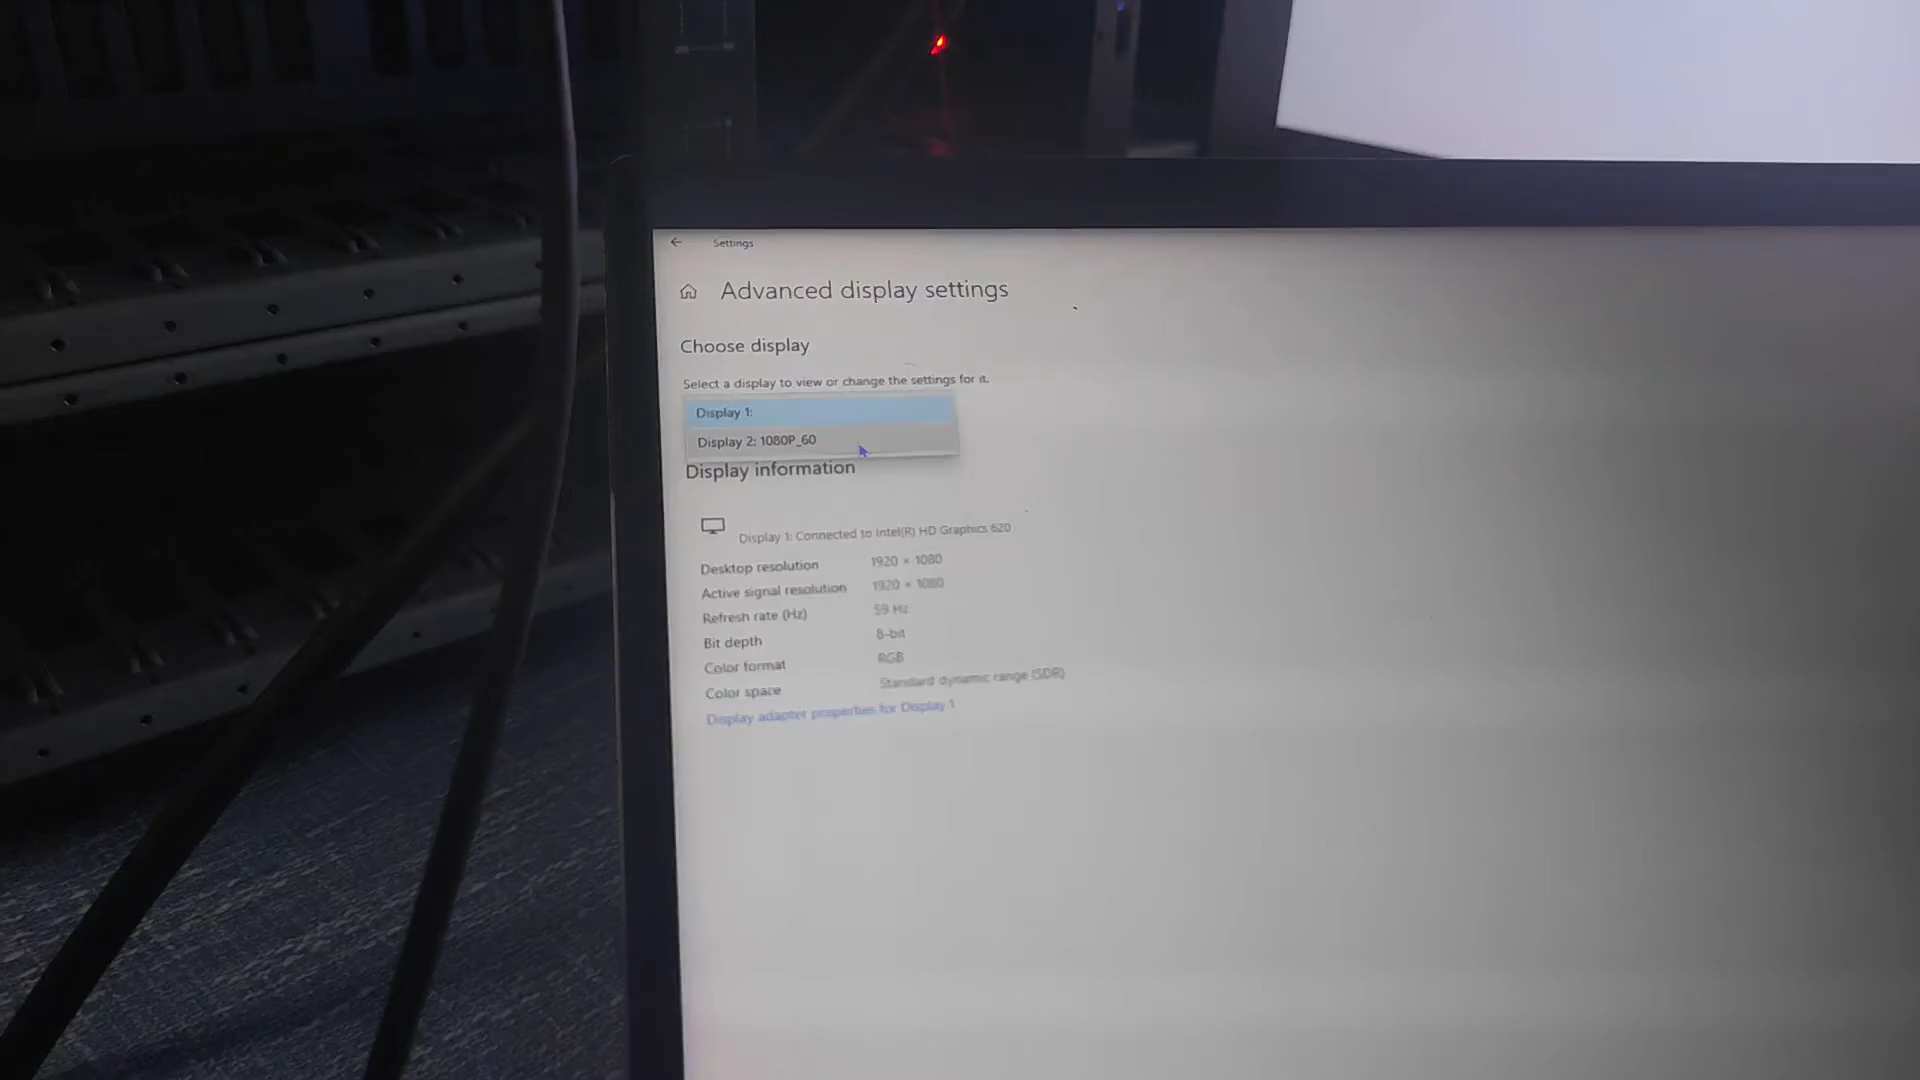 Settings
Advanced display settings
Choose display
Select a display to view or change the settings for it.
Display 1:
Display 2: 1080P_60
Display information
Display 1: Connected to Intel(R) HD Graphics 620
Desktop resolution 1920 × 1080
Active signal resolution 1920 × 1080
Refresh rate (Hz) 59 Hz
Bit depth 8-bit
Color format RGB
Color space Standard dynamic range (SDR)
Display adapter properties for Display 1